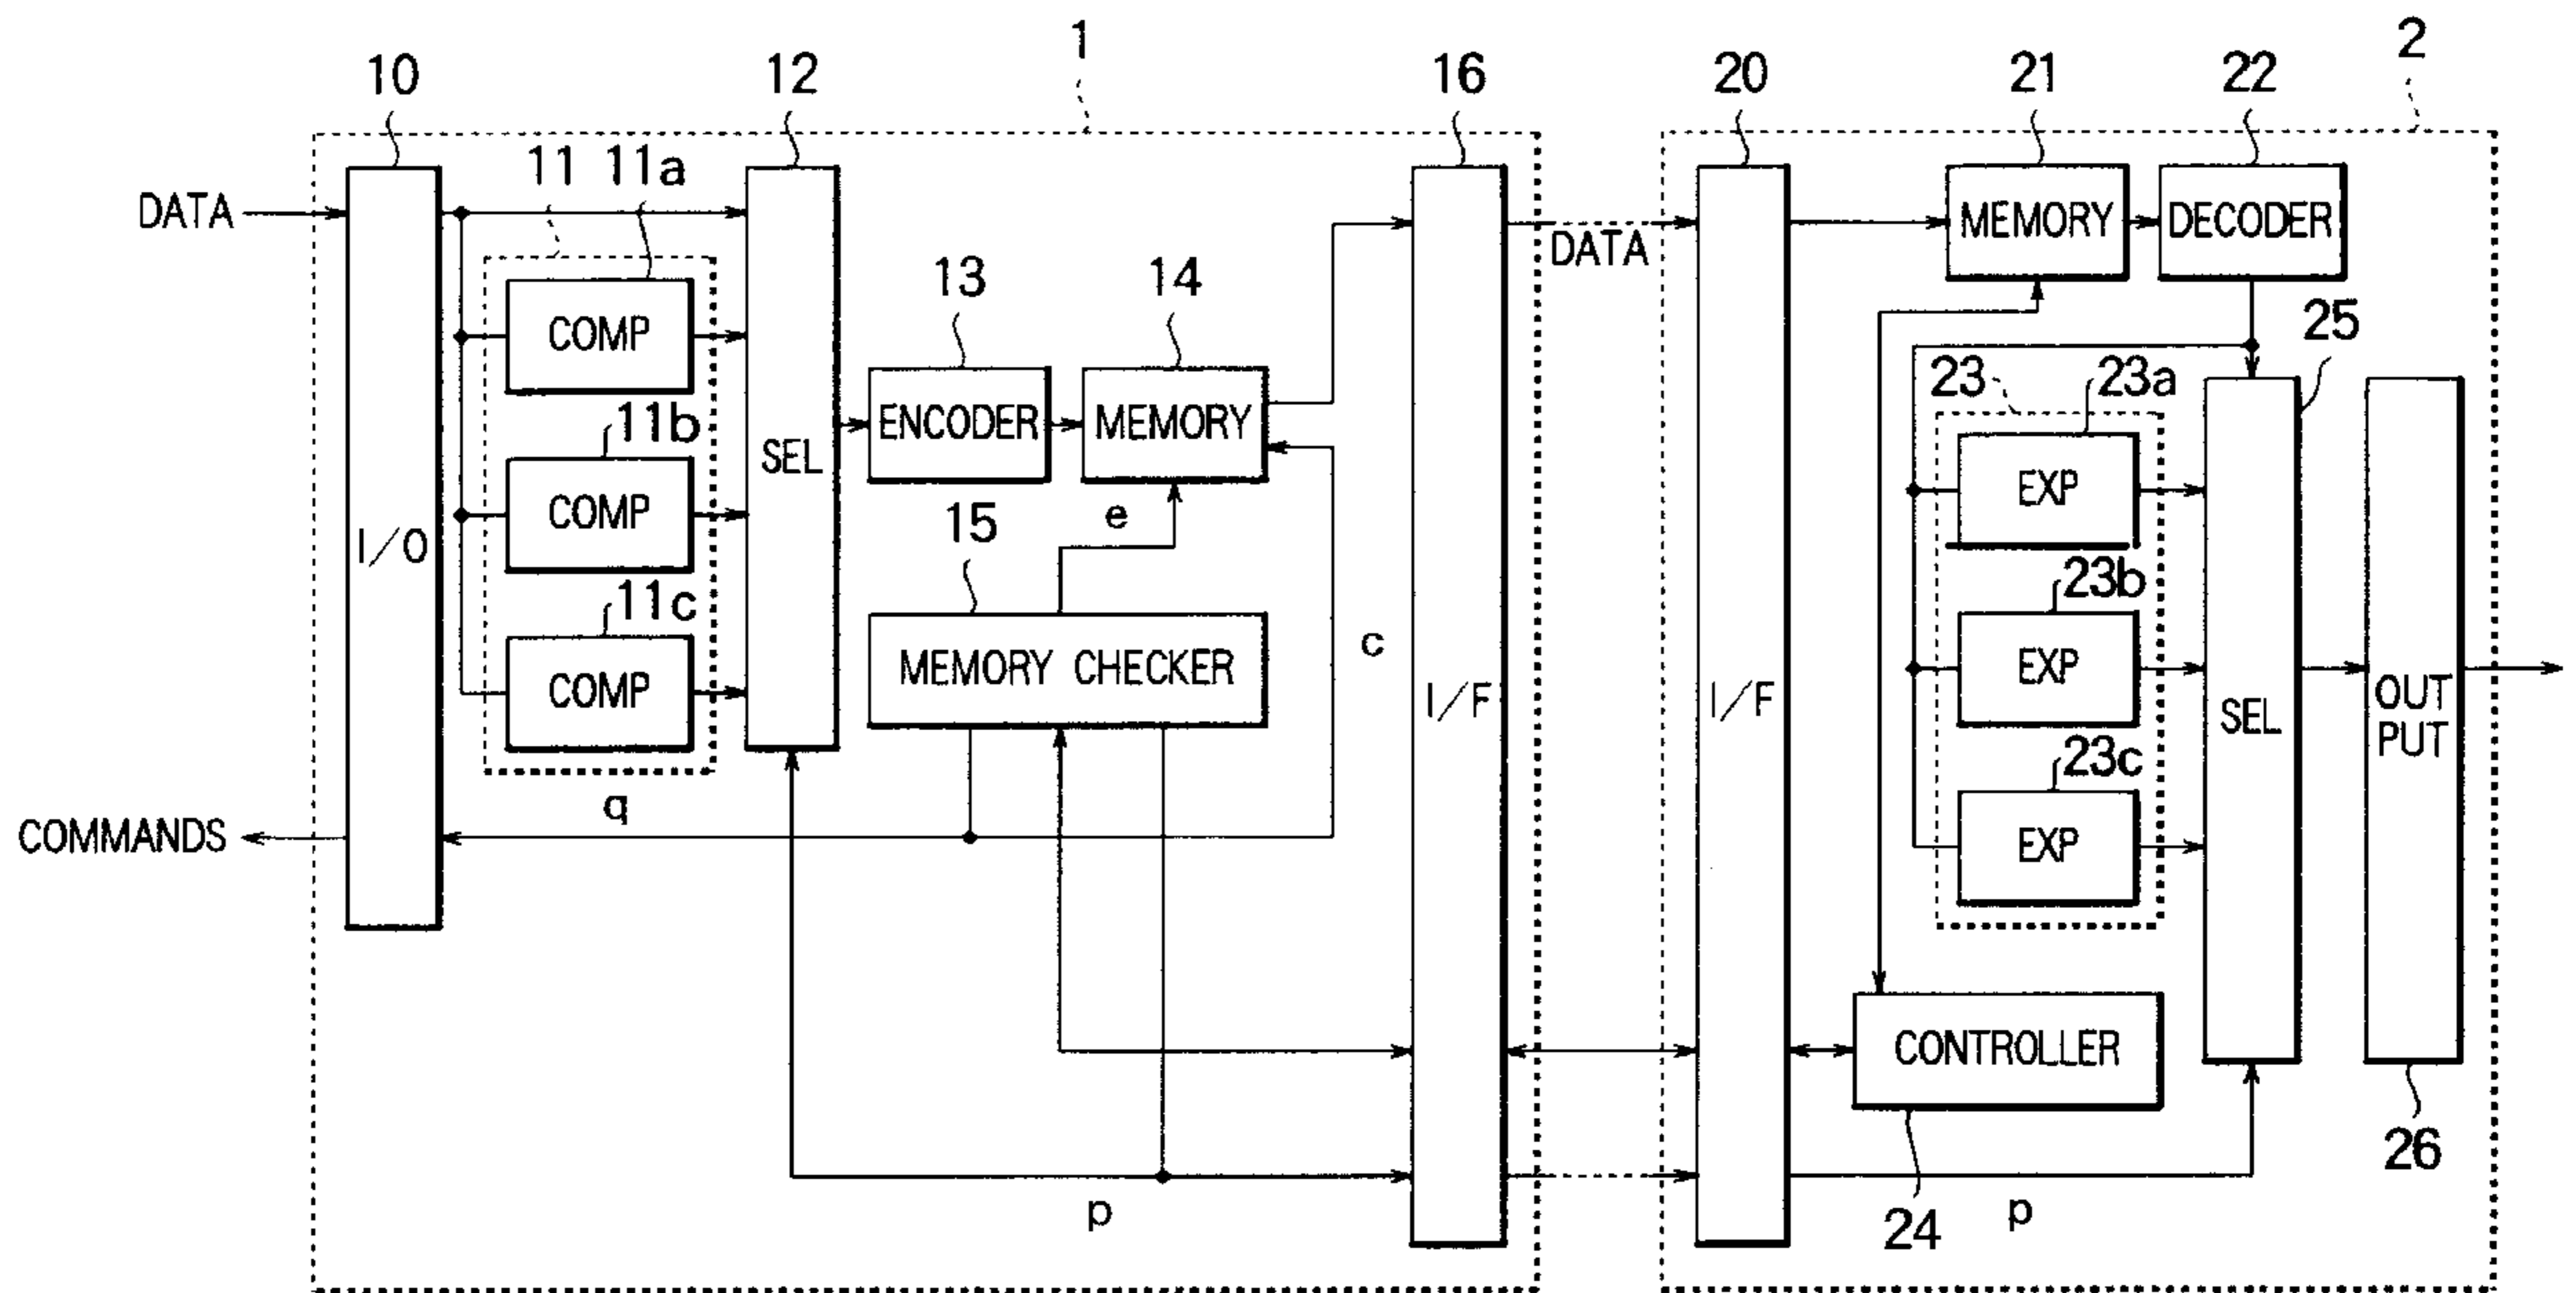 1
2
10
12
16
20
21
22
11
11a
DATA
MEMORY
DECODER
DATA
13
14
COMP
25
11b
ENCODER
MEMORY
23
23a
SEL
COMP
EXP
e
15
I/O
23b
11c
c
MEMORY CHECKER
EXP
COMP
I/F
I/F
SEL
OUT
PUT
23c
q
COMMANDS
EXP
CONTROLLER
26
p
24
p